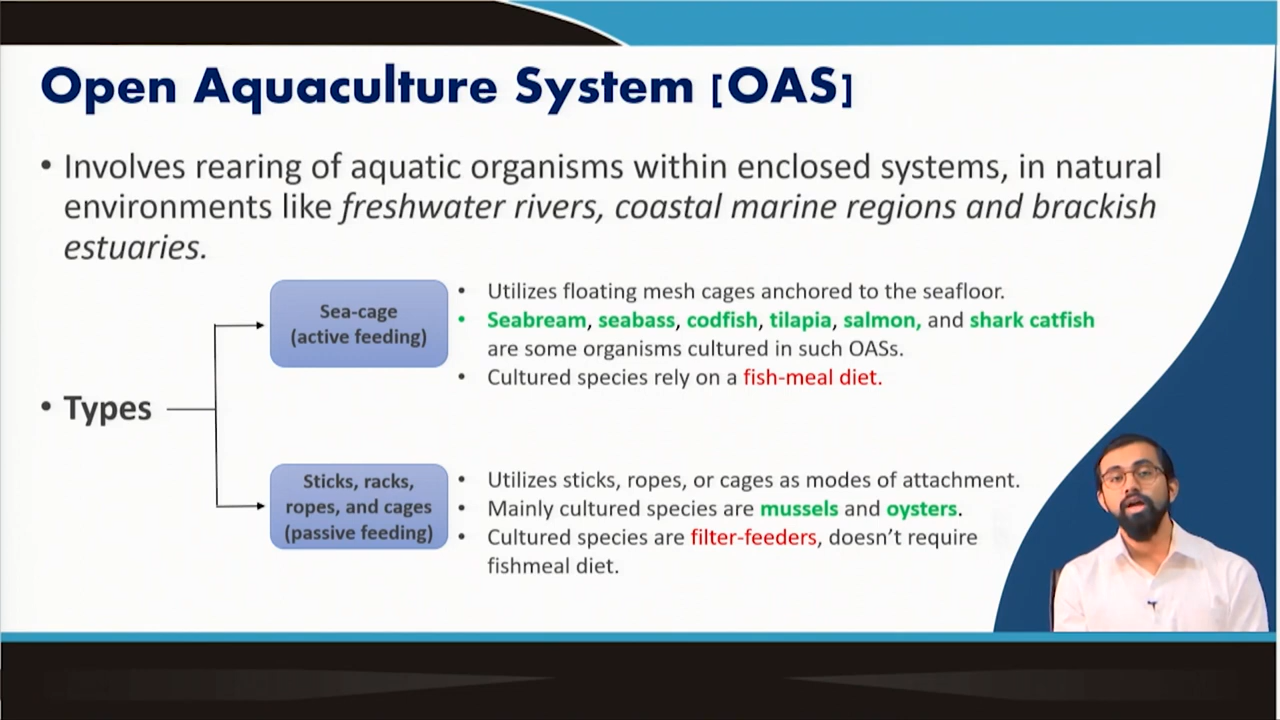 Open Aquaculture System [OAS]
• Involves rearing of aquatic organisms within enclosed systems, in natural
environments like freshwater rivers, coastal marine regions and brackish
estuaries.
• Types
Sea-cage
(active feeding)
• Utilizes floating mesh cages anchored to the seafloor.
• Seabream, seabass, codfish, tilapia, salmon, and shark catfish
are some organisms cultured in such OASs.
• Cultured species rely on a fish-meal diet.
Sticks, racks,
ropes, and cages
(passive feeding)
• Utilizes sticks, ropes, or cages as modes of attachment.
• Mainly cultured species are mussels and oysters.
• Cultured species are filter-feeders, doesn't require
fishmeal diet.